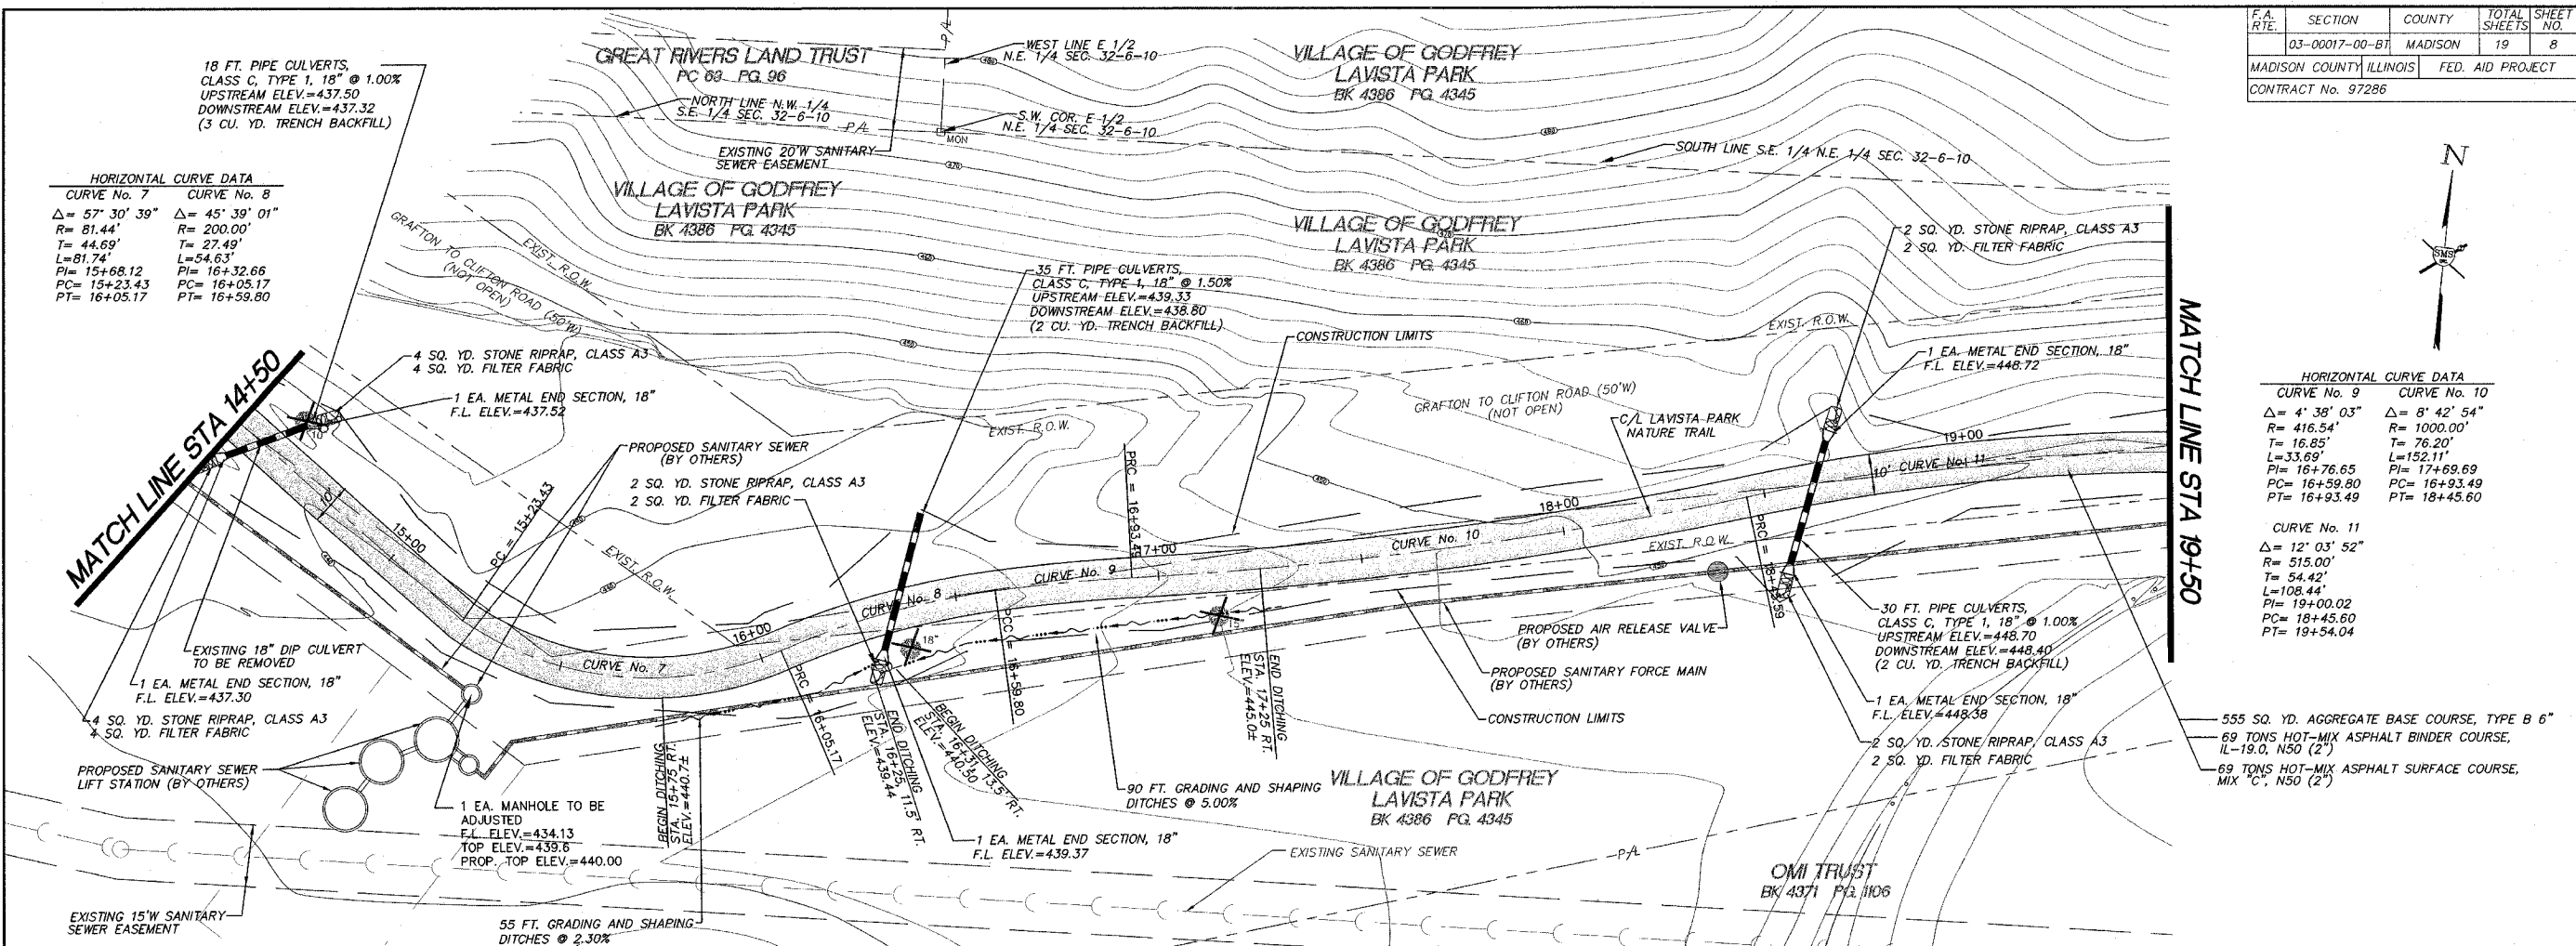 F.A. RTE.
SECTION
COUNTY
TOTAL SHEETS
SHEET NO.
03-00017-00-BT
MADISON
19
8
MADISON COUNTY
ILLINOIS
FED. AID PROJECT
CONTRACT No. 97286
18 FT. PIPE CULVERTS,
CLASS C, TYPE 1, 18" @ 1.00%
UPSTREAM ELEV.=437.50
DOWNSTREAM ELEV.=437.32
(3 CU. YD. TRENCH BACKFILL)
GREAT RIVERS LAND TRUST
PC 69 PG. 96
P/L
WEST LINE E 1/2
N.E. 1/4 SEC. 32-6-10
VILLAGE OF GODFREY
LAVISTA PARK
BK 4386 PG. 4345
NORTH LINE N.W. 1/4
S.E. 1/4 SEC. 32-6-10
P/L
S.W. COR. E 1/2
N.E. 1/4 SEC. 32-6-10
MON
EXISTING 20'W SANITARY
SEWER EASEMENT
SOUTH LINE S.E. 1/4 N.E. 1/4 SEC. 32-6-10
N
SMS
HORIZONTAL CURVE DATA
CURVE No. 7 CURVE No. 8
Δ= 57° 30' 39" Δ= 45° 39' 01"
R= 81.44' R= 200.00'
T= 44.69' T= 27.49'
L=81.74' L=54.63'
PI= 15+68.12 PI= 16+32.66
PC= 15+23.43 PC= 16+05.17
PT= 16+05.17 PT= 16+59.80
VILLAGE OF GODFREY
LAVISTA PARK
BK 4386 PG. 4345
VILLAGE OF GODFREY
LAVISTA PARK
BK 4386 PG. 4345
GRAFTON TO CLIFTON ROAD (50'W)
(NOT OPEN)
EXIST. R.O.W.
2 SQ. YD. STONE RIPRAP, CLASS A3
2 SQ. YD. FILTER FABRIC
35 FT. PIPE CULVERTS,
CLASS C, TYPE 1, 18" @ 1.50%
UPSTREAM ELEV.=439.33
DOWNSTREAM ELEV.=438.80
(2 CU. YD. TRENCH BACKFILL)
CONSTRUCTION LIMITS
EXIST. R.O.W.
1 EA. METAL END SECTION, 18"
F.L. ELEV.=448.72
MATCH LINE STA 14+50
MATCH LINE STA 19+50
4 SQ. YD. STONE RIPRAP, CLASS A3
4 SQ. YD. FILTER FABRIC
1 EA. METAL END SECTION, 18"
F.L. ELEV.=437.52
GRAFTON TO CLIFTON ROAD (50'W)
(NOT OPEN)
C/L LAVISTA PARK
NATURE TRAIL
HORIZONTAL CURVE DATA
CURVE No. 9 CURVE No. 10
Δ= 4° 38' 03" Δ= 8° 42' 54"
R= 416.54' R= 1000.00'
T= 16.85' T= 76.20'
L=33.69' L=152.11'
PI= 16+76.65 PI= 17+69.69
PC= 16+59.80 PC= 16+93.49
PT= 16+93.49 PT= 18+45.60
CURVE No. 11
Δ= 12° 03' 52"
R= 515.00'
T= 54.42'
L=108.44'
PI= 19+00.02
PC= 18+45.60
PT= 19+54.04
PROPOSED SANITARY SEWER
(BY OTHERS)
2 SQ. YD. STONE RIPRAP, CLASS A3
2 SQ. YD. FILTER FABRIC
EXIST. R.O.W.
PRC = 16+93.49
19+00
10'
CURVE No. 11
10'
15+00
PC = 15+23.43
EXIST. R.O.W.
17+00
18+00
CURVE No. 10
EXIST. R.O.W.
CURVE No. 9
CURVE No. 8
16+00
CURVE No. 7
18"
EXISTING 18" DIP CULVERT
TO BE REMOVED
1 EA. METAL END SECTION, 18"
F.L. ELEV.=437.30
4 SQ. YD. STONE RIPRAP, CLASS A3
4 SQ. YD. FILTER FABRIC
PRC = 16+05.17
PCC = 16+59.80
PROPOSED AIR RELEASE VALVE
(BY OTHERS)
PROPOSED SANITARY FORCE MAIN
(BY OTHERS)
CONSTRUCTION LIMITS
30 FT. PIPE CULVERTS,
CLASS C, TYPE 1, 18" @ 1.00%
UPSTREAM ELEV.=448.70
DOWNSTREAM ELEV.=448.40
(2 CU. YD. TRENCH BACKFILL)
1 EA. METAL END SECTION, 18"
F.L. ELEV.=448.38
2 SQ. YD. STONE RIPRAP, CLASS A3
2 SQ. YD. FILTER FABRIC
555 SQ. YD. AGGREGATE BASE COURSE, TYPE B 6"
69 TONS HOT-MIX ASPHALT BINDER COURSE,
IL-19.0, N50 (2")
69 TONS HOT-MIX ASPHALT SURFACE COURSE,
MIX "C", N50 (2")
PROPOSED SANITARY SEWER
LIFT STATION (BY OTHERS)
BEGIN DITCHING
STA. 15+75 RT.
ELEV=440.7±
END DITCHING
STA. 16+25, 11.5' RT.
ELEV.=439.44
BEGIN DITCHING
STA. 16+31, 13.5' RT.
ELEV.=440.50
END DITCHING
STA. 17+25 RT.
ELEV=445.0±
90 FT. GRADING AND SHAPING
DITCHES @ 5.00%
VILLAGE OF GODFREY
LAVISTA PARK
BK 4386 PG. 4345
1 EA. MANHOLE TO BE
ADJUSTED
F.L. ELEV.=434.13
TOP ELEV.=439.6
PROP. TOP ELEV.=440.00
1 EA. METAL END SECTION, 18"
F.L. ELEV.=439.37
EXISTING SANITARY SEWER
P/L
OMI TRUST
BK 4371 PG. 1106
EXISTING 15'W SANITARY
SEWER EASEMENT
55 FT. GRADING AND SHAPING
DITCHES @ 2.30%